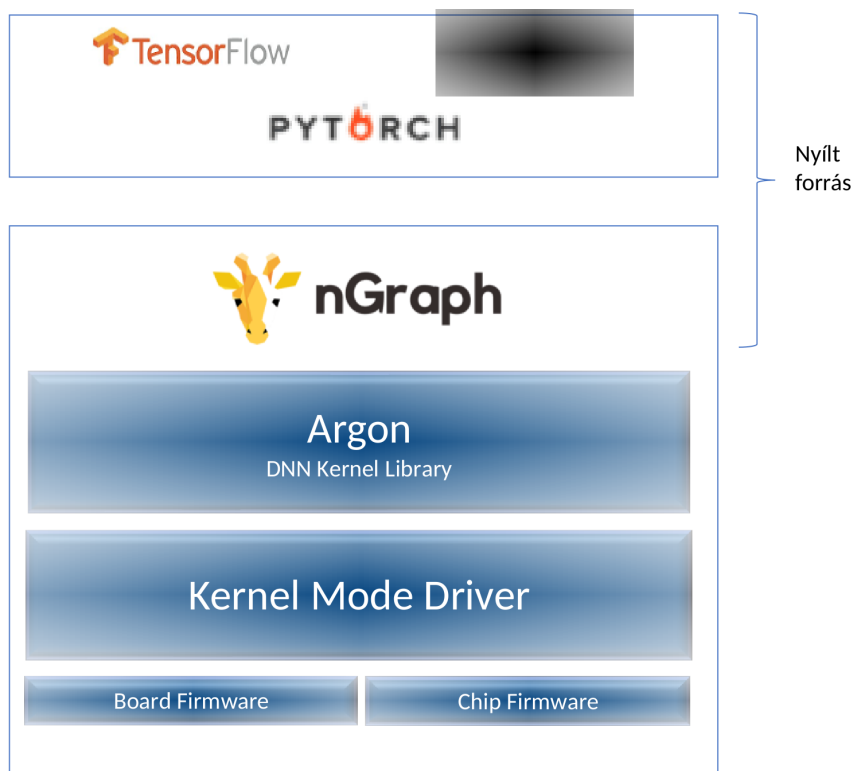 TensorFlow
PYTORCH
Nyílt
forrás
nGraph
Argon
DNN Kernel Library
Kernel Mode Driver
Board Firmware
Chip Firmware